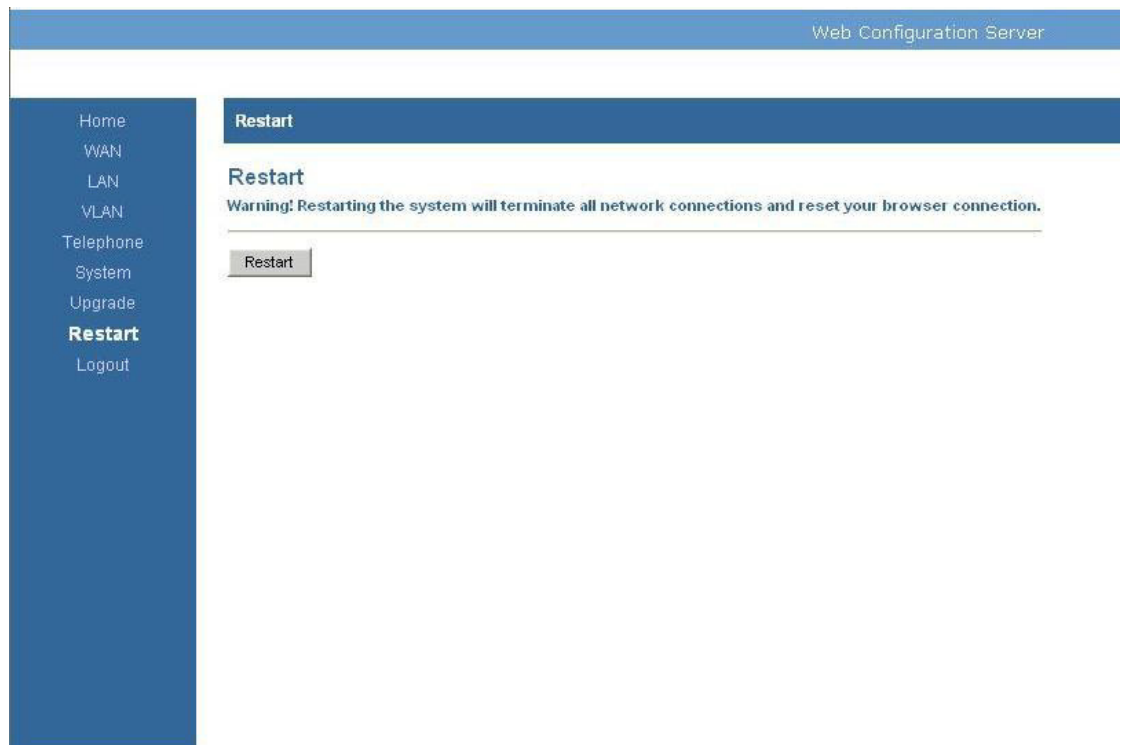 Web Configuration Server
Home
WAN
LAN
VLAN
Telephone
System
Upgrade
Restart
Logout
Restart
Restart
Warning! Restarting the system will terminate all network connections and reset your browser connection.
Restart